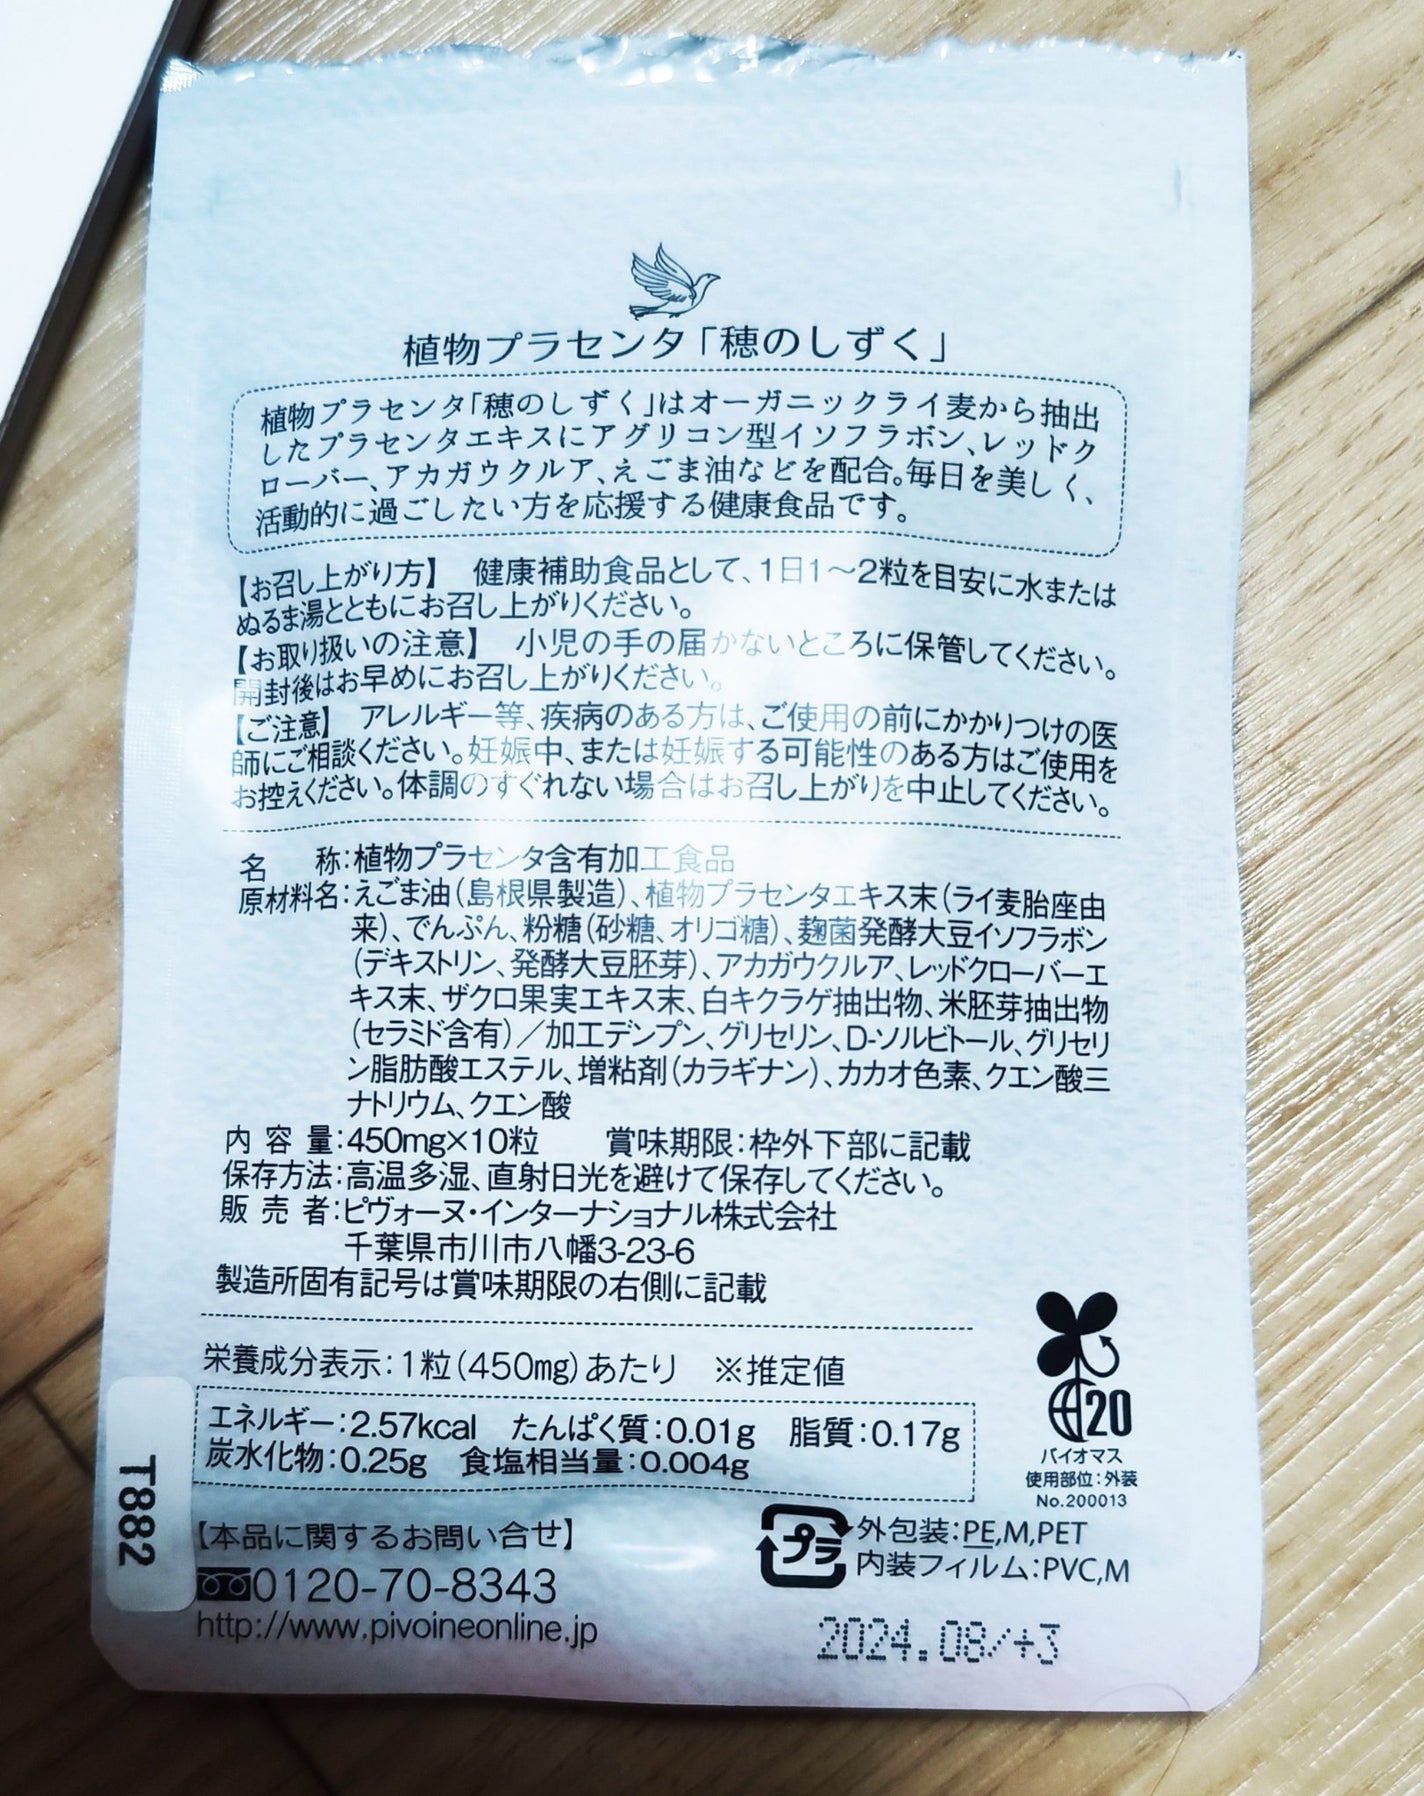 植物プラセンタ「穂のしずく」
植物プラセンタ「穂のしずく」はオーガニックライ麦から抽出
したプラセンタエキスにアグリコン型イソフラボン、レッドク
ローバー、アカガウクルア、えごま油などを配合。毎日を美しく、
活動的に過ごしたい方を応援する健康食品です。
【お召し上がり方】 健康補助食品として、1日1～2粒を目安に水または
ぬるま湯とともにお召し上がりください。
【お取り扱いの注意】 小児の手の届かないところに保管してください。
開封後はお早めにお召し上がりください。
【ご注意】 アレルギー等、疾病のある方は、ご使用の前にかかりつけの医
師にご相談ください。妊娠中、または妊娠する可能性のある方はご使用を
お控えください。体調のすぐれない場合はお召し上がりを中止してください。
名 称:植物プラセンタ含有加工食品
原材料名:えごま油(島根県製造)、植物プラセンタエキス末(ライ麦胎座由
来)、でんぷん、粉糖(砂糖、オリゴ糖)、麹菌発酵大豆イソフラボン
(デキストリン、発酵大豆胚芽)、アカガウクルア、レッドクローバーエ
キス末、ザクロ果実エキス末、白キクラゲ抽出物、米胚芽抽出物
(セラミド含有)／加工デンプン、グリセリン、D-ソルビトール、グリセリ
ン脂肪酸エステル、増粘剤(カラギナン)、カカオ色素、クエン酸三
ナトリウム、クエン酸
内 容 量:450mg×10粒 賞味期限:枠外下部に記載
保存方法:高温多湿、直射日光を避けて保存してください。
販 売 者:ピヴォーヌ・インターナショナル株式会社
千葉県市川市八幡3-23-6
製造所固有記号は賞味期限の右側に記載
栄養成分表示:1粒(450mg)あたり ※推定値
エネルギー:2.57kcal たんぱく質:0.01g 脂質:0.17g
炭水化物:0.25g 食塩相当量:0.004g
20
バイオマス
使用部位:外装
No.200013
T882
【本品に関するお問い合せ】
0120-70-8343
http://www.pivoineonline.jp
プラ
外包装:PE,M,PET
内装フィルム:PVC,M
2024.08/+3